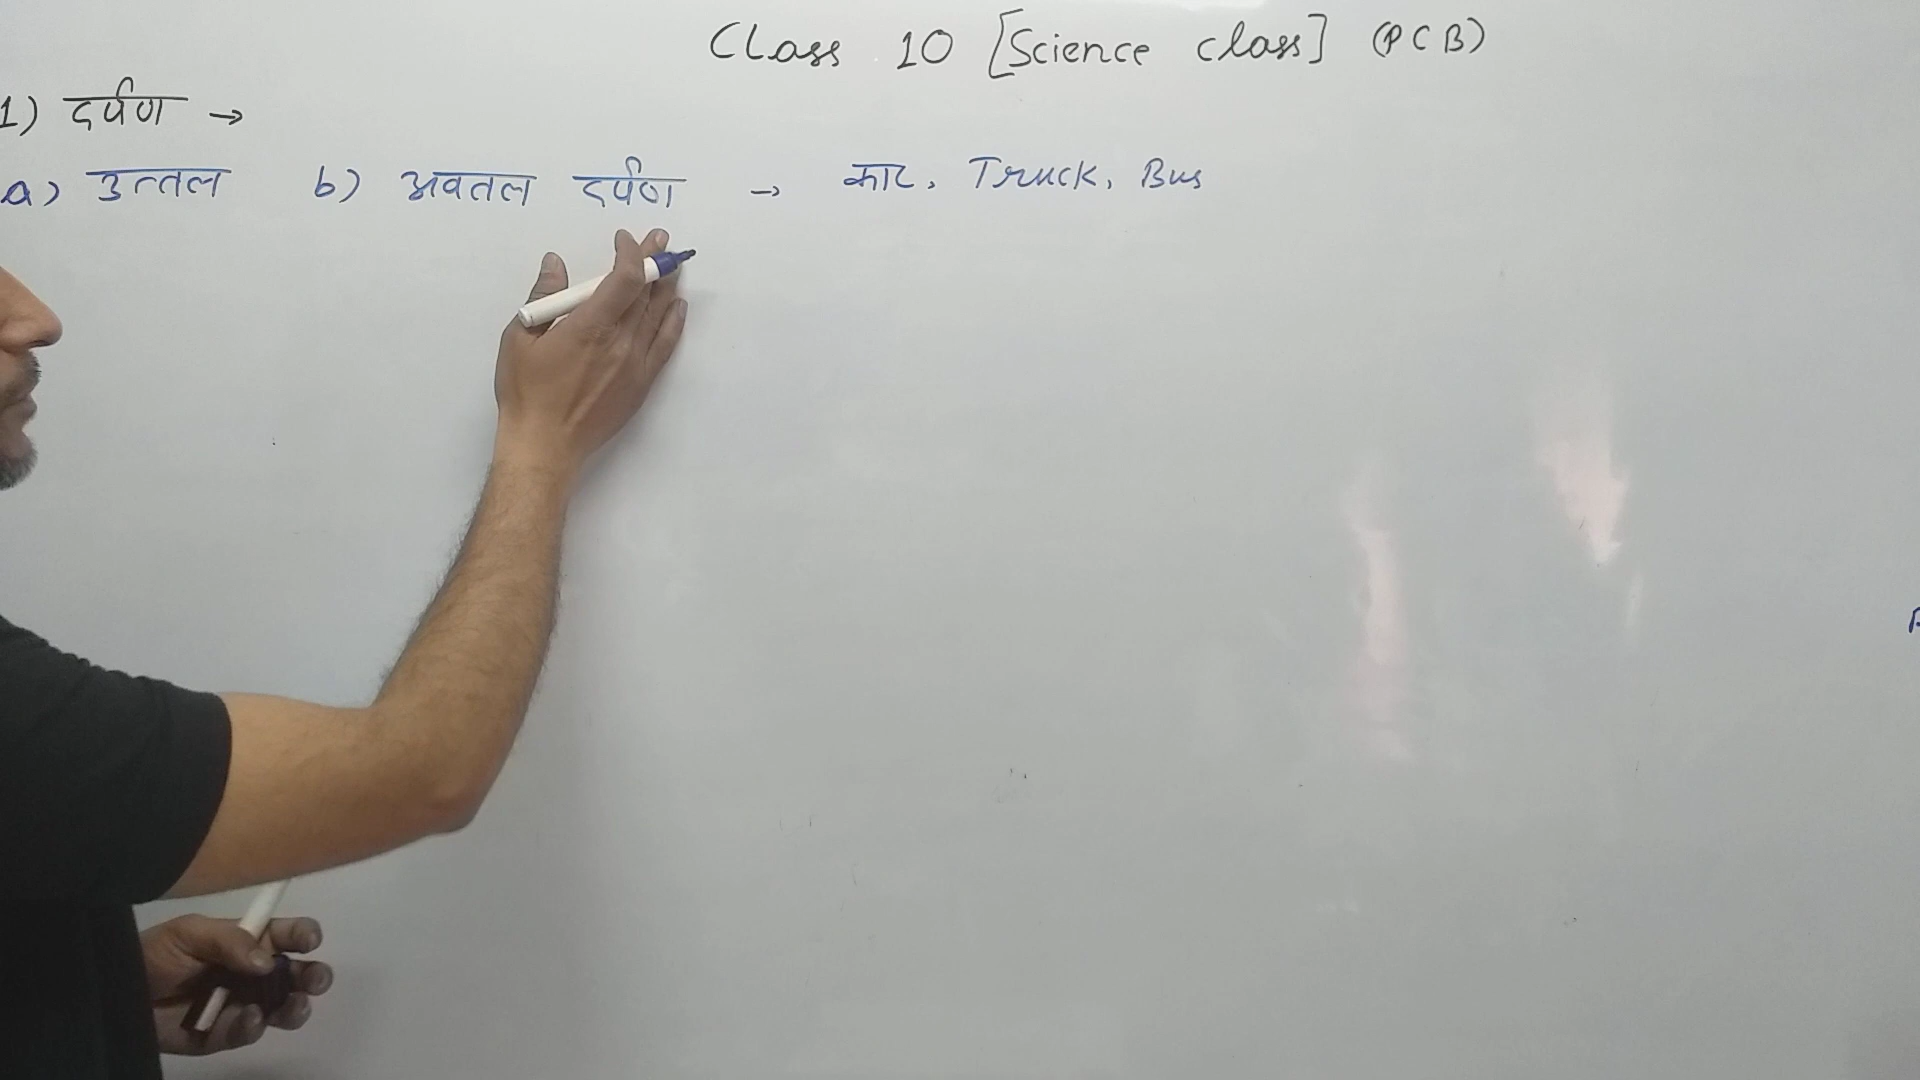 Class 10 [Science class] (PCB)
1) दर्पण →
a) उत्तल b) अवतल दर्पण → कार, Truck, Bus